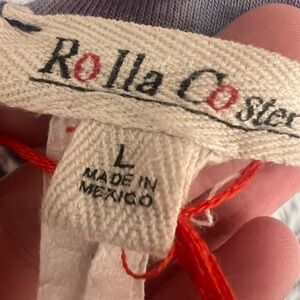 Rolla Coster
L
MADE IN
MEXICO